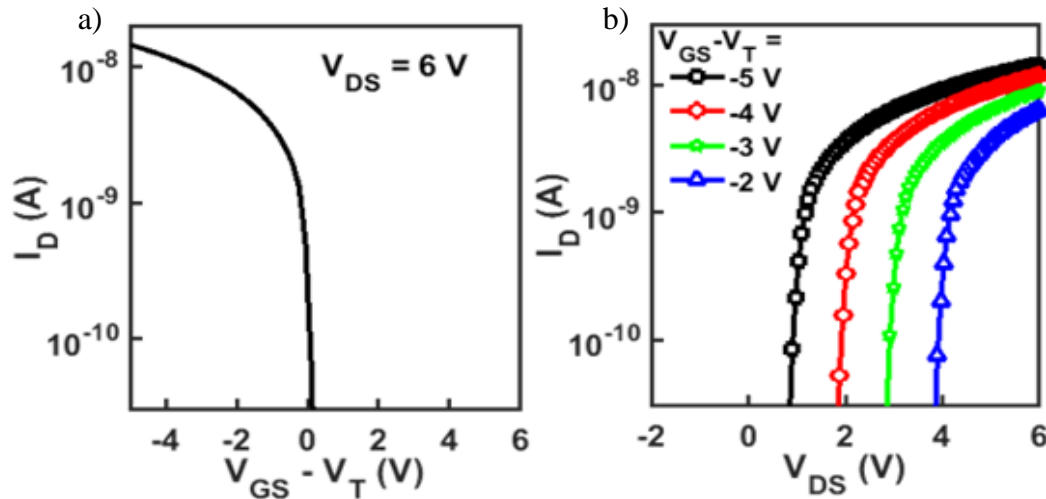 a)
V_DS = 6 V
I_D (A)
10^-8
10^-9
10^-10
-4 -2 0 2 4 6
V_GS - V_T (V)
b)
V_GS-V_T =
-5 V
-4 V
-3 V
-2 V
I_D (A)
10^-8
10^-9
10^-10
-2 0 2 4 6
V_DS (V)